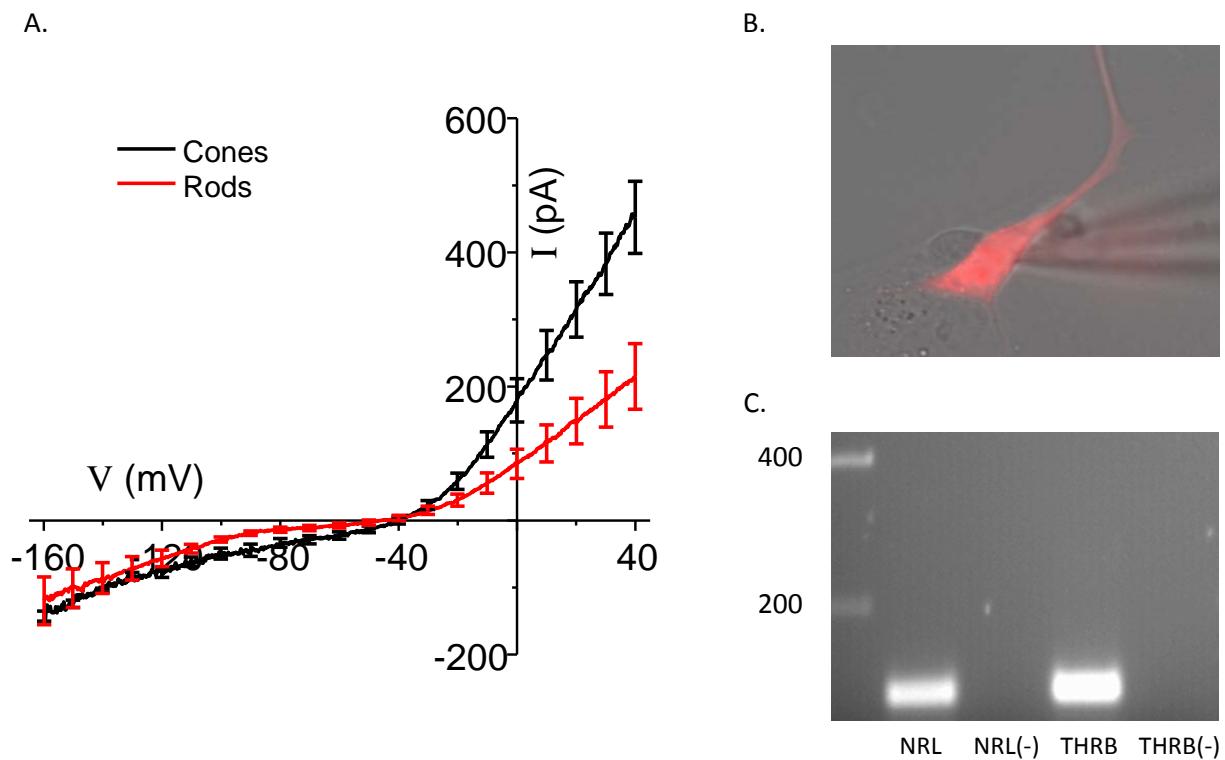 A.
600
Cones
Rods
I (pA)
400
200
V (mV)
-160
-120
-80
-40
40
-200
B.
C.
400
200
NRL
NRL(-)
THRB
THRB(-)